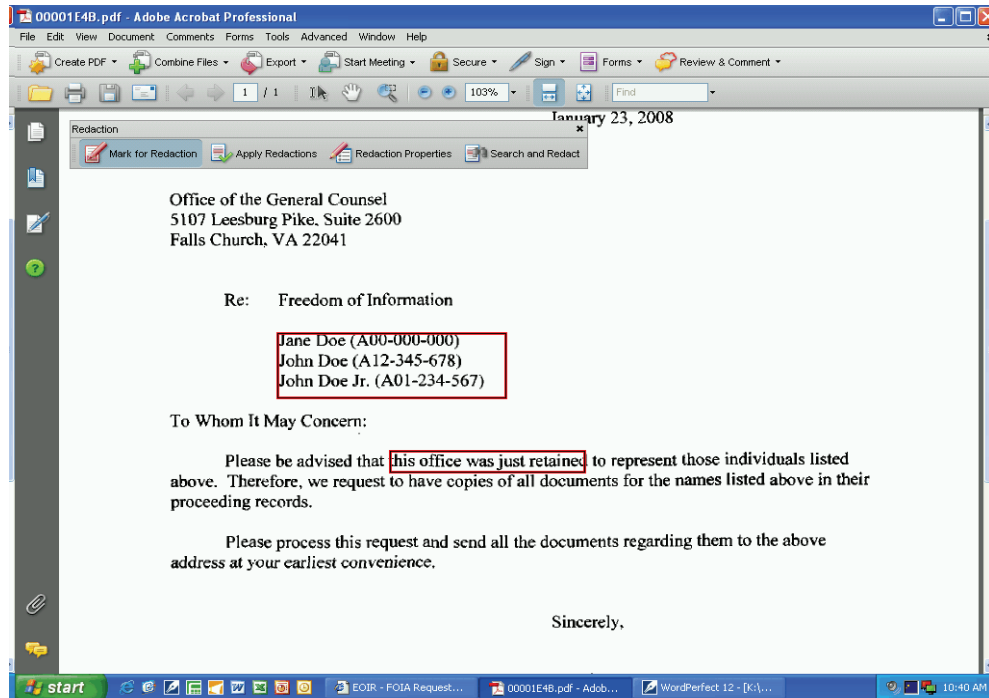 00001E4B.pdf - Adobe Acrobat Professional
File Edit View Document Comments Forms Tools Advanced Window Help
Create PDF Combine Files Export Start Meeting Secure Sign Forms Review & Comment
1 / 1 103% Find
January 23, 2008
Redaction
Mark for Redaction Apply Redactions Redaction Properties Search and Redact
Office of the General Counsel
5107 Leesburg Pike, Suite 2600
Falls Church, VA 22041
Re: Freedom of Information
Jane Doe (A00-000-000)
John Doe (A12-345-678)
John Doe Jr. (A01-234-567)
To Whom It May Concern:
Please be advised that this office was just retained to represent those individuals listed
above. Therefore, we request to have copies of all documents for the names listed above in their
proceeding records.
Please process this request and send all the documents regarding them to the above
address at your earliest convenience.
Sincerely,
start EOIR - FOIA Request... 00001E4B.pdf - Adob... WordPerfect 12 - [K:\... 10:40 AM